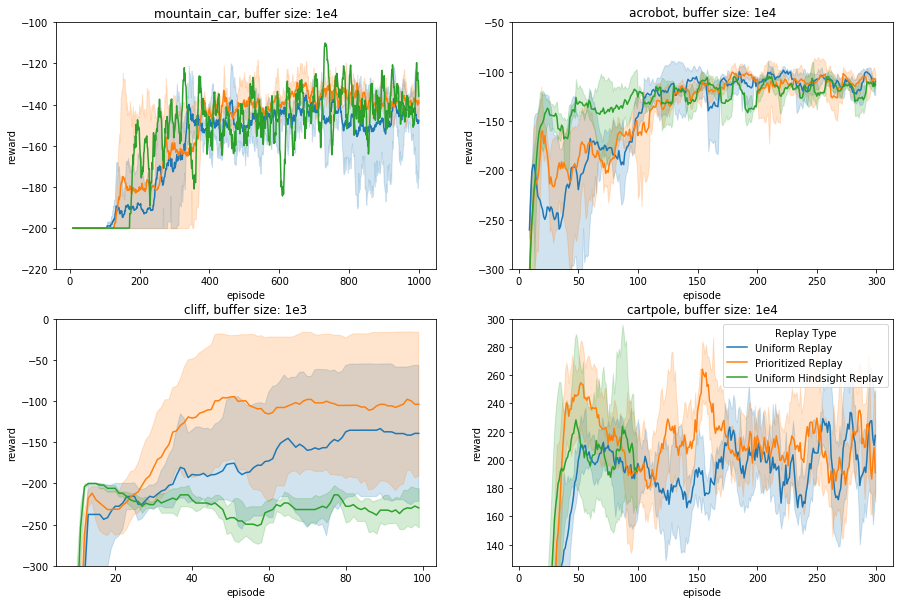 mountain_car, buffer size: 1e4
reward
−100
−120
−140
−160
−180
−200
−220
0 200 400 600 800 1000
episode
acrobot, buffer size: 1e4
reward
−50
−100
−150
−200
−250
−300
0 50 100 150 200 250 300
episode
cliff, buffer size: 1e3
reward
0
−50
−100
−150
−200
−250
−300
20 40 60 80 100
episode
cartpole, buffer size: 1e4
reward
300
280
260
240
220
200
180
160
140
0 50 100 150 200 250 300
episode
Replay Type
Uniform Replay
Prioritized Replay
Uniform Hindsight Replay